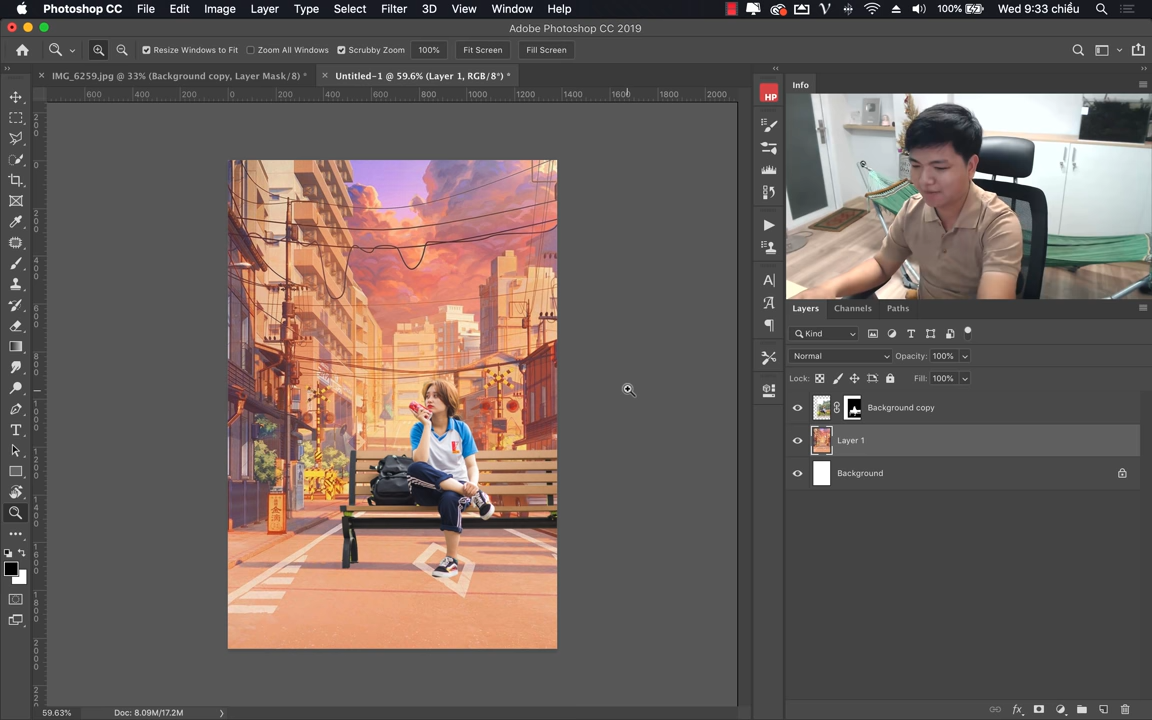 Photoshop CC File Edit Image Layer Type Select Filter 3D View Window Help 100% Wed 9:33 chiều
Adobe Photoshop CC 2019
Resize Windows to Fit Zoom All Windows Scrubby Zoom 100% Fit Screen Fill Screen
IMG_6259.jpg @ 33% (Background copy, Layer Mask/8) * Untitled-1 @ 59.6% (Layer 1, RGB/8*) *
600 400 200 0 200 400 600 800 1000 1200 1400 1600 1800 2000
HP
Info
Layers Channels Paths
Kind
Normal Opacity: 100%
Lock: Fill: 100%
Background copy
Layer 1
Background
59.63% Doc: 8.09M/17.2M